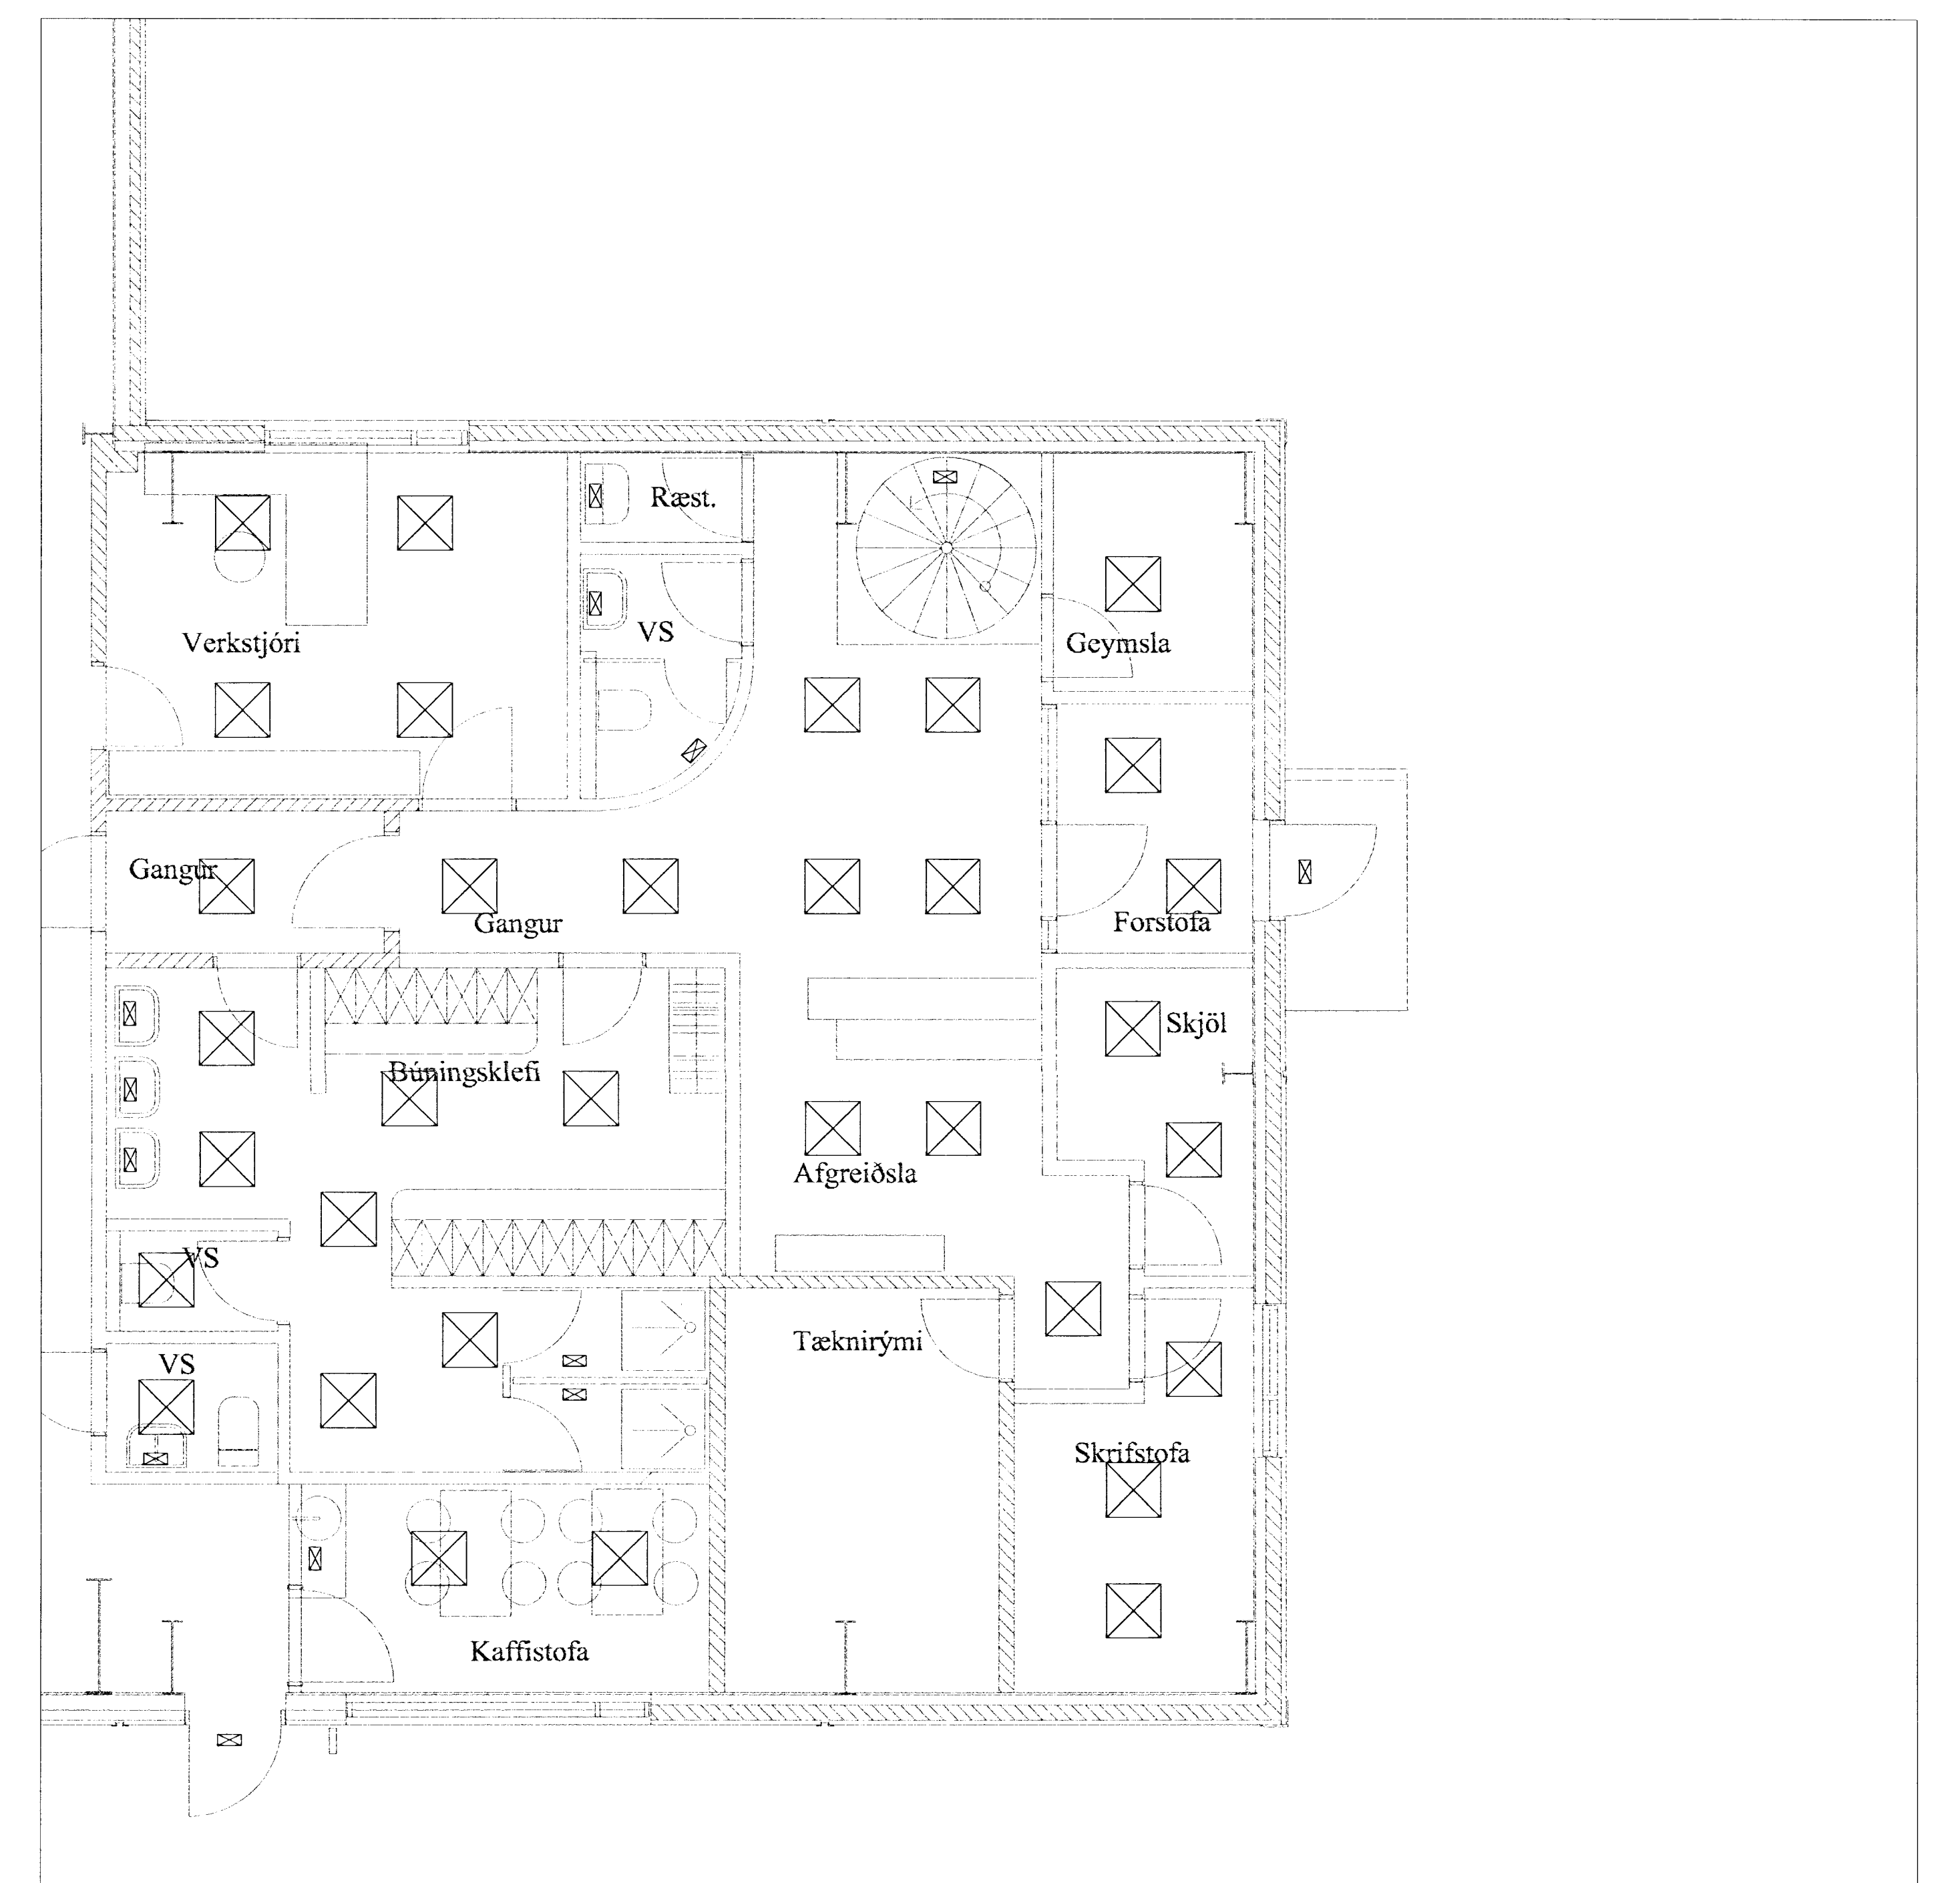 Ræst.
VS
Verkstjóri
Geymsla
Gangur
Gangur
Forstofa
Skjöl
Búningsklefi
Afgreiðsla
VS
Tæknirými
VS
Skrifstofa
Kaffistofa